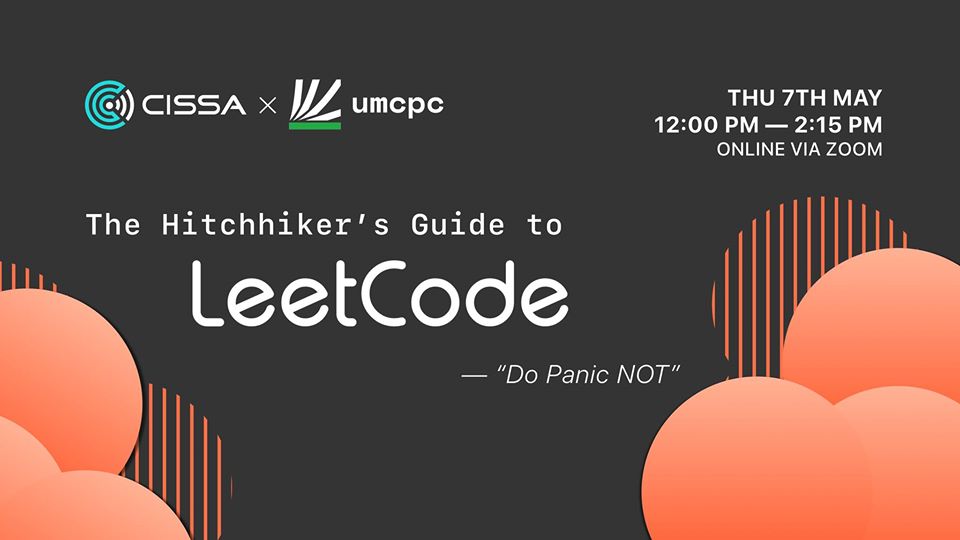 CISSA × umcpc
THU 7TH MAY
12:00 PM — 2:15 PM
ONLINE VIA ZOOM
The Hitchhiker’s Guide to
LeetCode
— “Do Panic NOT”